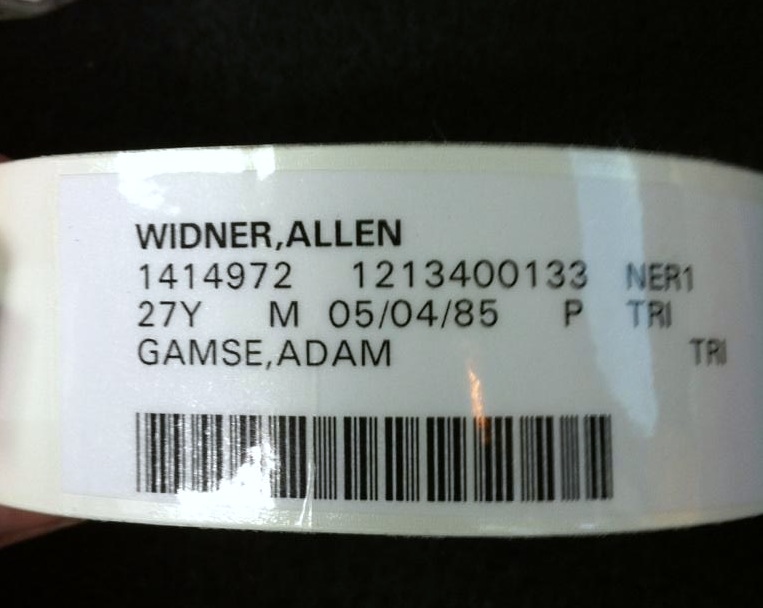 WIDNER,ALLEN
1414972 1213400133 NER1
27Y M 05/04/85 P TRI
GAMSE,ADAM TRI